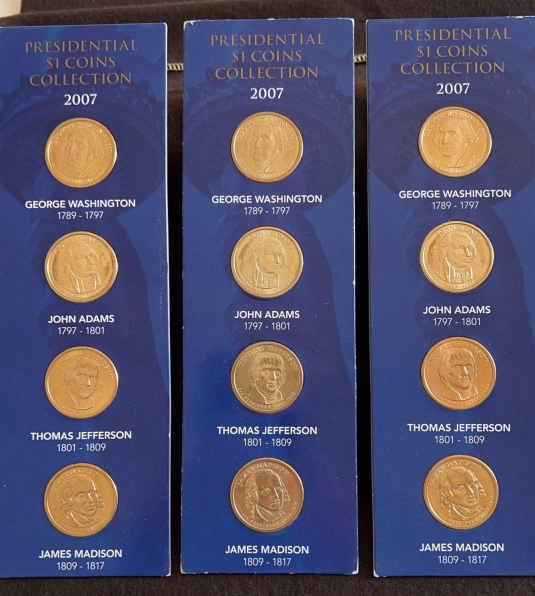 PRESIDENTIAL
$1 COINS
COLLECTION
2007
GEORGE WASHINGTON
1789 - 1797
JOHN ADAMS
1797 - 1801
THOMAS JEFFERSON
1801 - 1809
JAMES MADISON
1809 - 1817
PRESIDENTIAL
$1 COINS
COLLECTION
2007
GEORGE WASHINGTON
1789 - 1797
JOHN ADAMS
1797 - 1801
THOMAS JEFFERSON
1801 - 1809
JAMES MADISON
1809 - 1817
PRESIDENTIAL
$1 COINS
COLLECTION
2007
GEORGE WASHINGTON
1789 - 1797
JOHN ADAMS
1797 - 1801
THOMAS JEFFERSON
1801 - 1809
JAMES MADISON
1809 - 1817